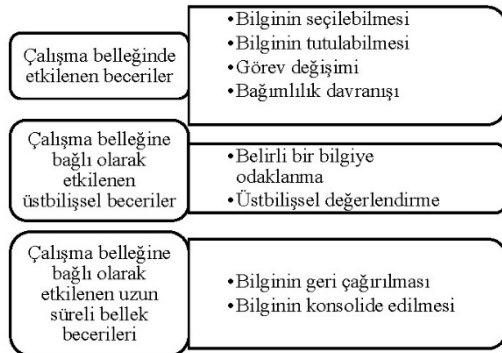 Çalışma belleğinde
etkilenen beceriler
•Bilginin seçilebilmesi
•Bilginin tutulabilmesi
•Görev değişimi
•Bağımlılık davranışı
Çalışma belleğine
bağlı olarak
etkilenen
üstbilişsel beceriler
•Belirli bir bilgiye
odaklanma
•Üstbilişsel değerlendirme
Çalışma belleğine
bağlı olarak
etkilenen uzun
süreli bellek
becerileri
•Bilginin geri çağırılması
•Bilginin konsolide edilmesi